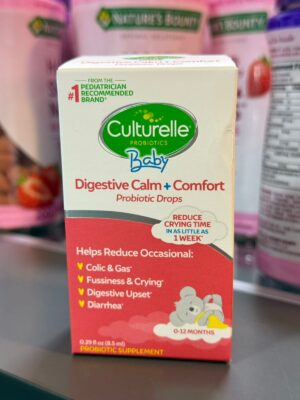 NATURE'S BOUNTY
FROM THE
#1 PEDIATRICIAN
RECOMMENDED
BRAND*
Culturelle
PROBIOTICS
Baby
Digestive Calm + Comfort
Probiotic Drops
REDUCE
CRYING TIME
IN AS LITTLE AS
1 WEEK*
Helps Reduce Occasional:
Colic & Gas*
Fussiness & Crying*
Digestive Upset*
Diarrhea*
0-12 MONTHS
0.29 fl oz (8.5 ml)
PROBIOTIC SUPPLEMENT